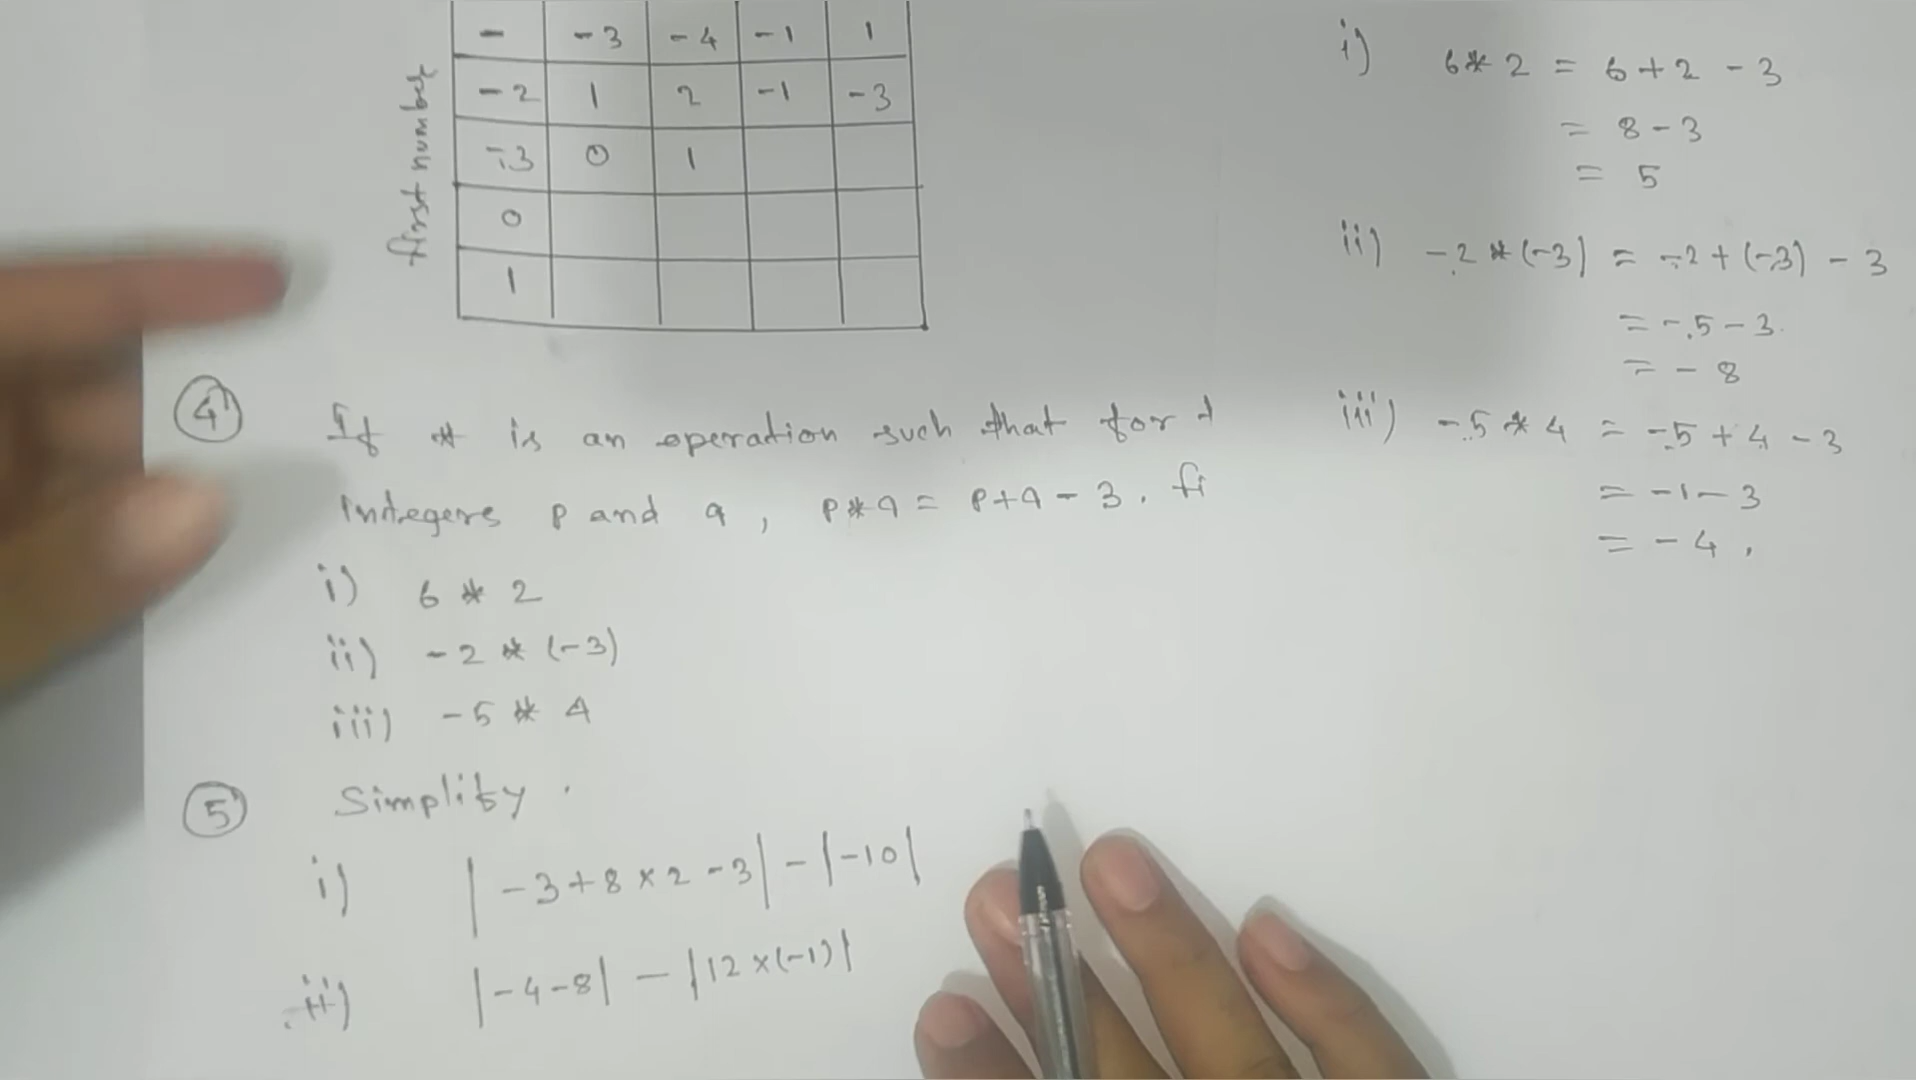 - -3 -4 -1 1
-2 1 2 -1 -3
-3 0 1
0
1
first number
④ If * is an operation such that for
integers p and q, p*q = p+q-3. fi
i) 6 * 2
ii) -2 * (-3)
iii) -5 * 4
⑤ Simplify.
i) |-3+8×2-3| - |-10|
ii) |-4-8| - |12×(-1)|
i) 6*2 = 6+2-3
= 8-3
= 5
ii) -2*(-3) = -2+(-3)-3
= -5-3
= -8
iii) -5*4 = -5+4-3
= -1-3
= -4.